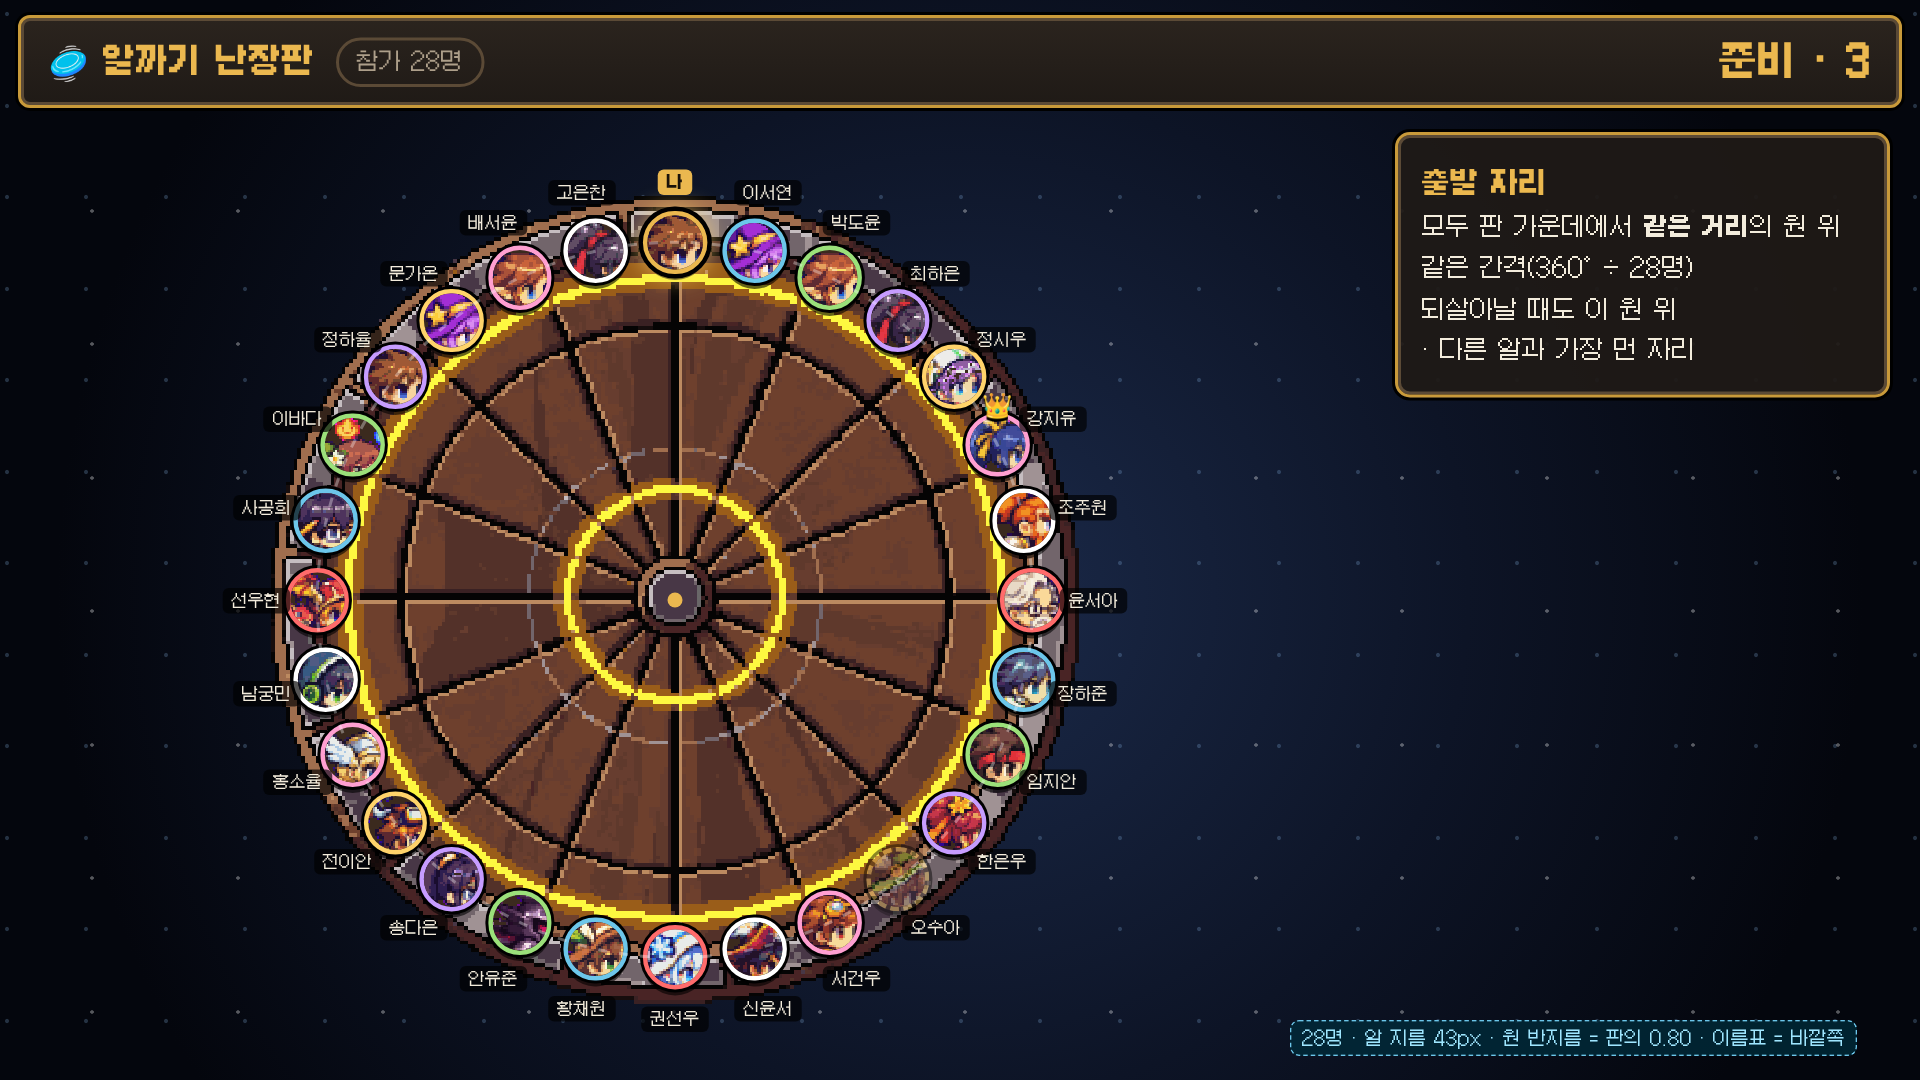 알까기 난장판
참가 28명
준비 · 3
출발 자리
모두 판 가운데에서 같은 거리의 원 위
같은 간격(360° ÷ 28명)
되살아날 때도 이 원 위
· 다른 알과 가장 먼 자리
나
고은찬
이서연
배서윤
박도윤
문가온
최하은
정하율
정시우
이바다
강지유
사공희
조주원
선우현
윤서아
남궁민
장하준
홍소율
임지안
전이안
한은우
송다은
오수아
안유준
서건우
황채원
권선우
신윤서
28명 · 알 지름 43px · 원 반지름 = 판의 0.80 · 이름표 = 바깥쪽